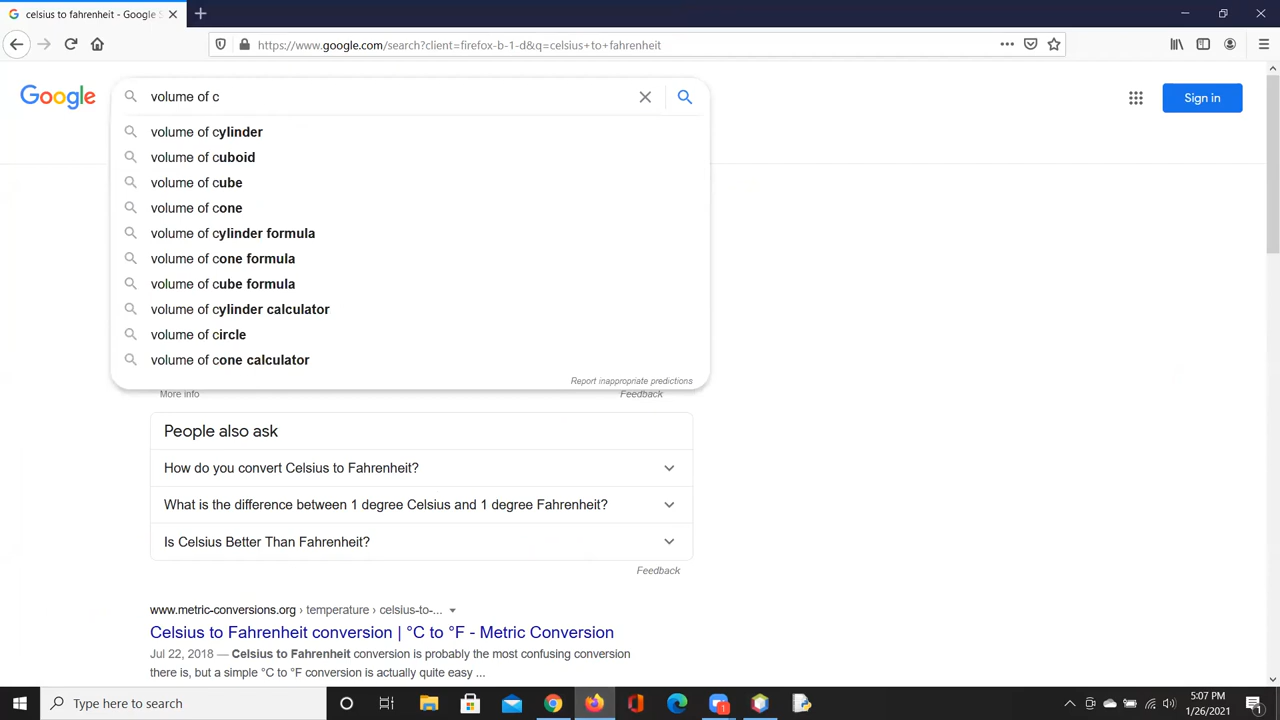 celsius to fahrenheit - Google S
https://www.google.com/search?client=firefox-b-1-d&q=celsius+to+fahrenheit
Google
volume of c
Sign in
volume of cylinder
volume of cuboid
volume of cube
volume of cone
volume of cylinder formula
volume of cone formula
volume of cube formula
volume of cylinder calculator
volume of circle
volume of cone calculator
Report inappropriate predictions
More info
Feedback
People also ask
How do you convert Celsius to Fahrenheit?
What is the difference between 1 degree Celsius and 1 degree Fahrenheit?
Is Celsius Better Than Fahrenheit?
Feedback
www.metric-conversions.org › temperature › celsius-to-...
Celsius to Fahrenheit conversion | °C to °F - Metric Conversion
Jul 22, 2018 — Celsius to Fahrenheit conversion is probably the most confusing conversion
there is, but a simple °C to °F conversion is actually quite easy ...
Type here to search
1
5:07 PM
1/26/2021
1